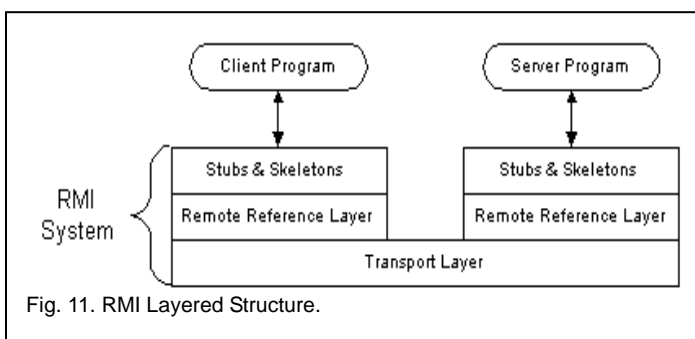 Client Program
Server Program
Stubs & Skeletons
Stubs & Skeletons
RMI
System
Remote Reference Layer
Remote Reference Layer
Transport Layer
Fig. 11. RMI Layered Structure.